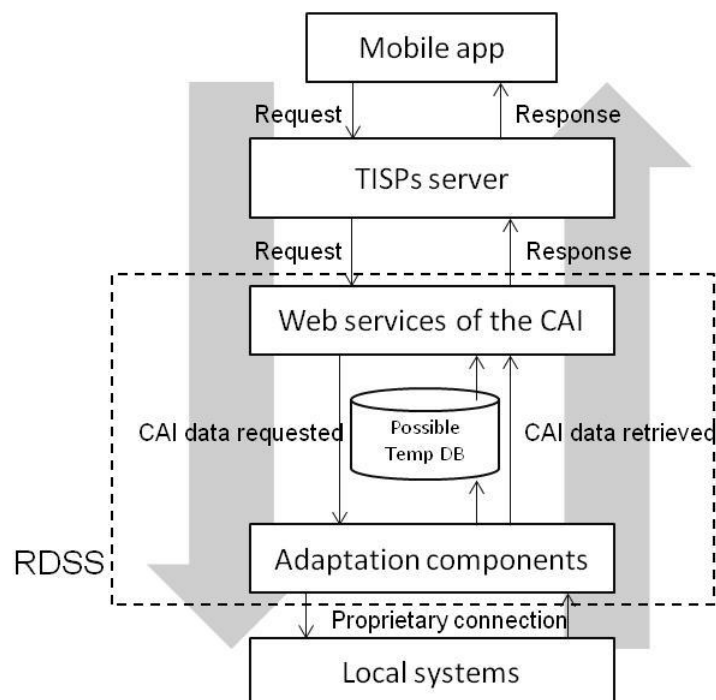 Mobile app
Request
Response
TISPs server
Request
Response
Web services of the CAI
CAI data requested
Possible
Temp DB
CAI data retrieved
Adaptation components
RDSS
Proprietary connection
Local systems